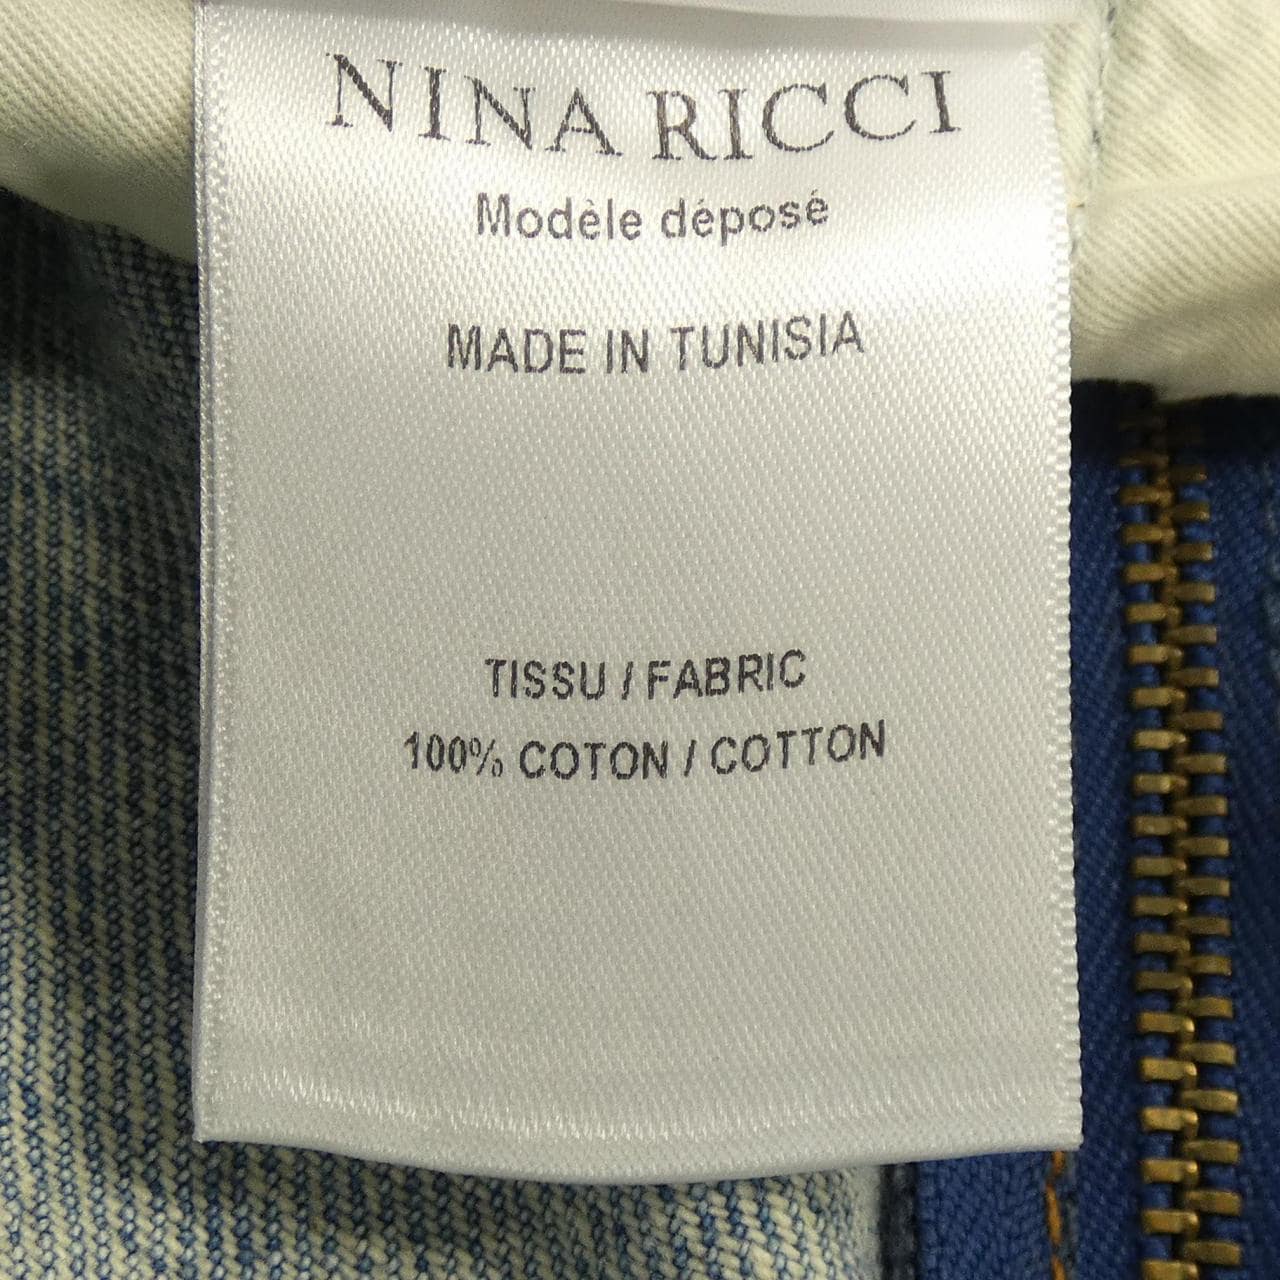 NINA RICCI
Modèle déposé
MADE IN TUNISIA
TISSU / FABRIC
100% COTON / COTTON